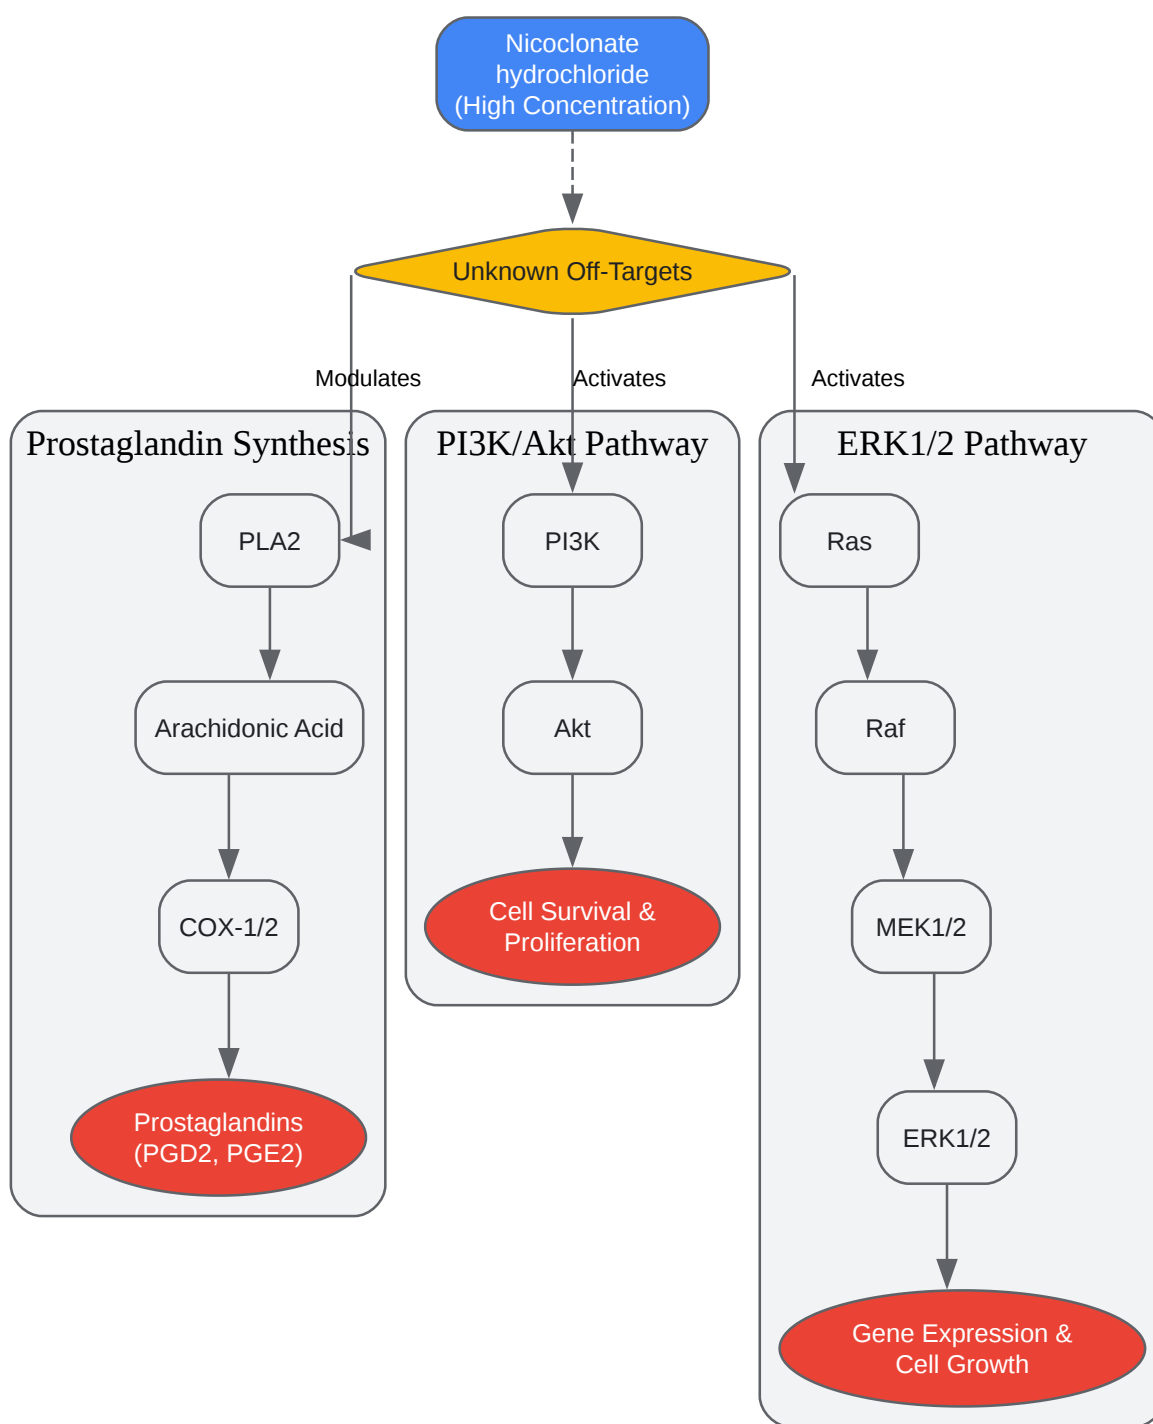 Nicoclonate
hydrochloride
(High Concentration)
Unknown Off-Targets
Modulates
Activates
Activates
Prostaglandin Synthesis
PLA2
Arachidonic Acid
COX-1/2
Prostaglandins
(PGD2, PGE2)
PI3K/Akt Pathway
PI3K
Akt
Cell Survival &
Proliferation
ERK1/2 Pathway
Ras
Raf
MEK1/2
ERK1/2
Gene Expression &
Cell Growth